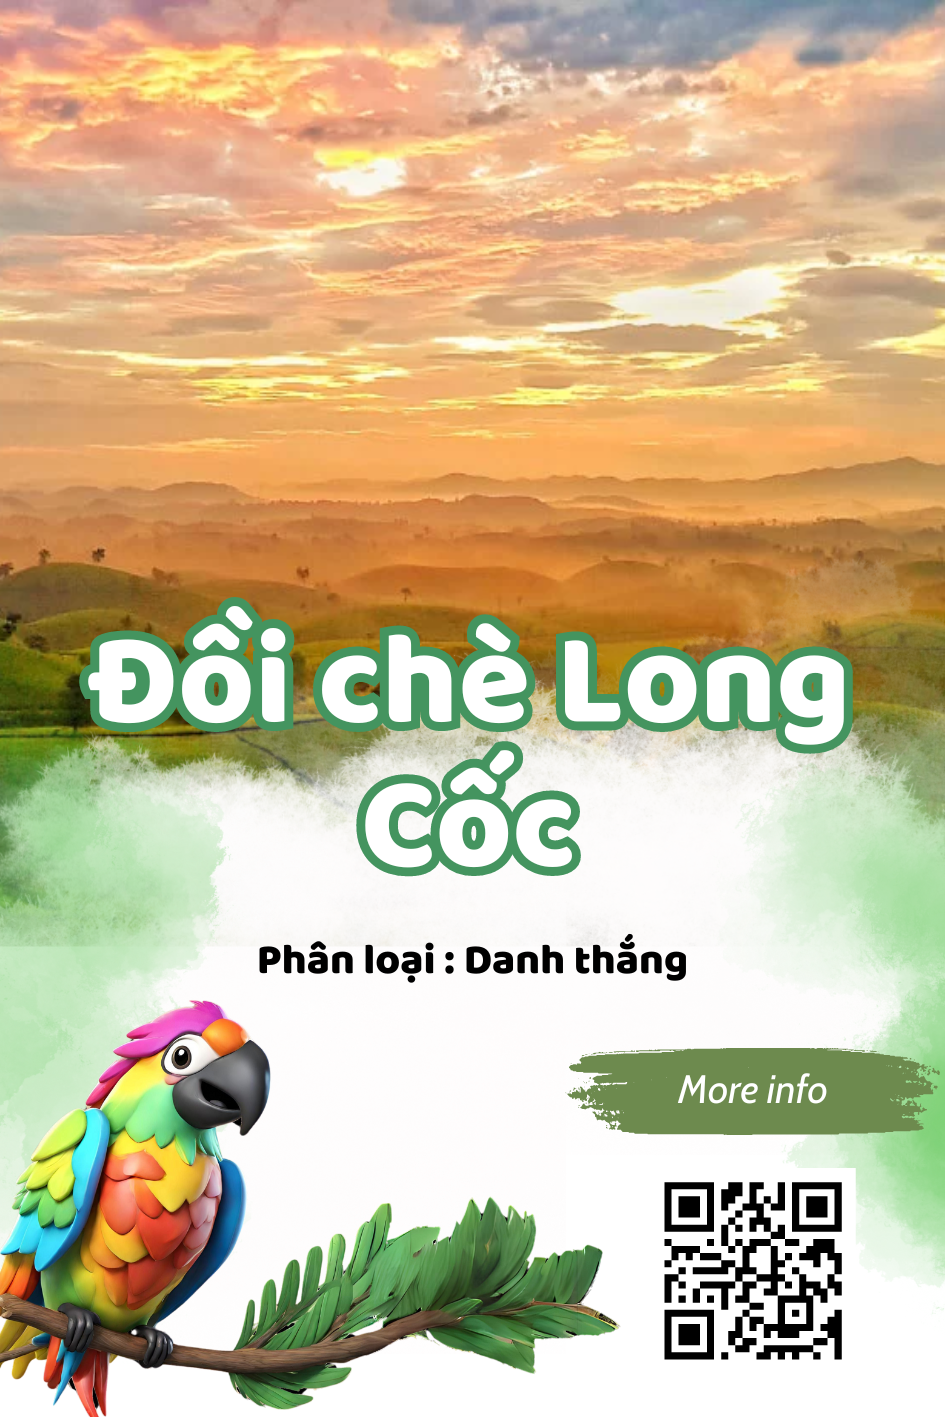 Đồi chè Long
Cốc
Phân loại : Danh thắng
More info